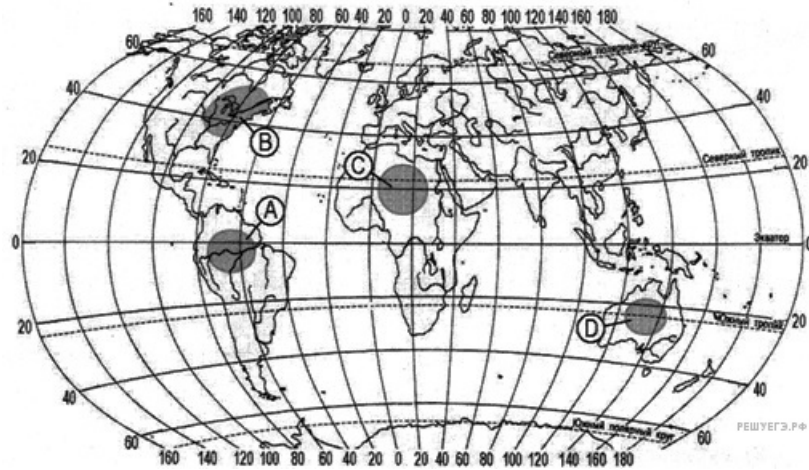 160 140 120 100 80 60 40 20 0 20 40 60 80 100 120 140 160 180
60 Северный полярный круг 60
40 40
B
20 C Северный тропик 20
A
0 Экватор 0
20 D Южный тропик 20
40 40
60 Южный полярный круг 60
РЕШУЕГЭ.РФ
160 140 120 100 80 60 40 20 0 20 40 60 80 100 120 140 160 180